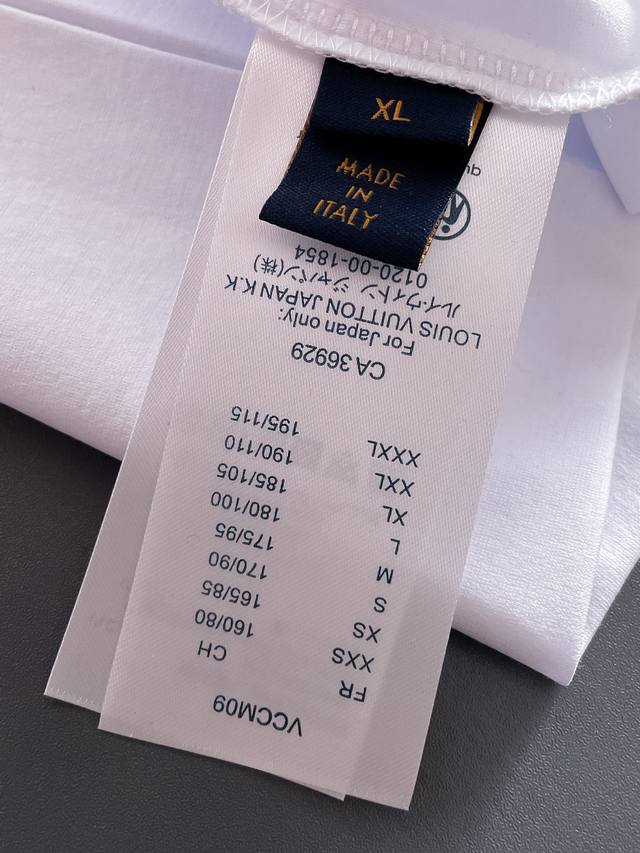 XL
MADE
IN
ITALY
VCCM09
FR CH
XXS 160/80
XS 165/85
S 170/90
M 175/95
L 180/100
XL 185/105
XXL 190/110
XXXL 195/115
CA 36929
For Japan only:
LOUIS VUITTON JAPAN K.K
ルイ・ヴィトン ジャパン(株)
0120-00-1854